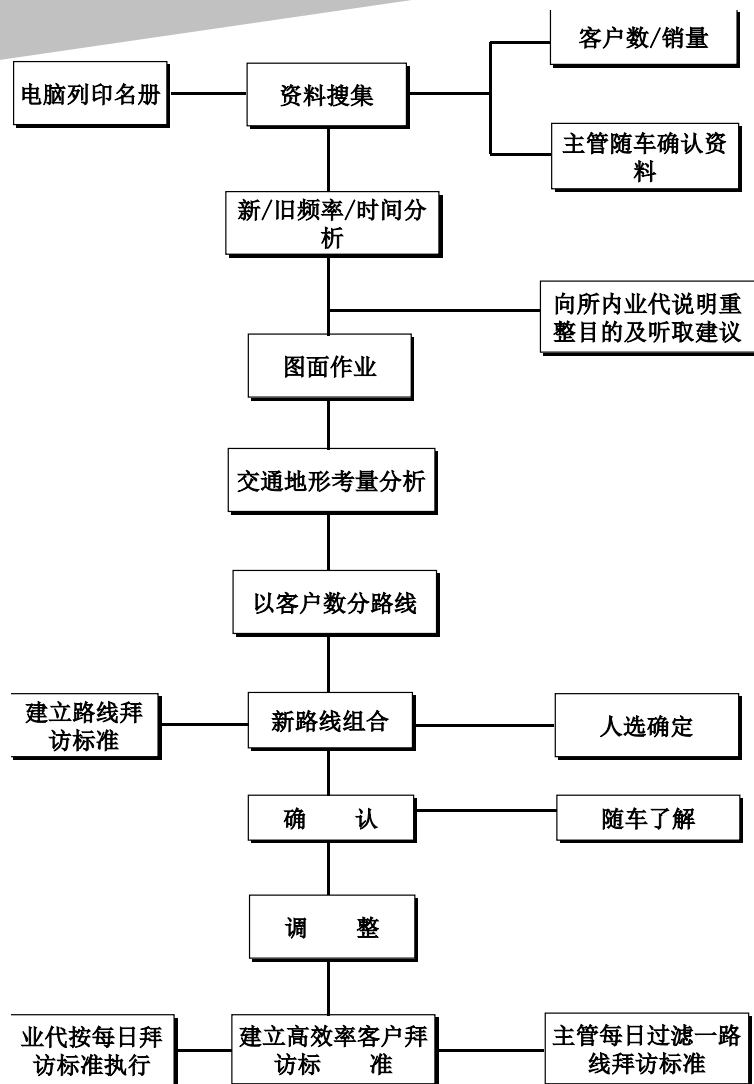 客户数/销量
电脑列印名册
资料搜集
主管随车确认资
料
新/旧频率/时间分
析
向所内业代说明重
整目的及听取建议
图面作业
交通地形考量分析
以客户数分路线
建立路线拜
访标准
新路线组合
人选确定
确 认
随车了解
调 整
业代按每日拜
访标准执行
建立高效率客户拜
访标 准
主管每日过滤一路
线拜访标准